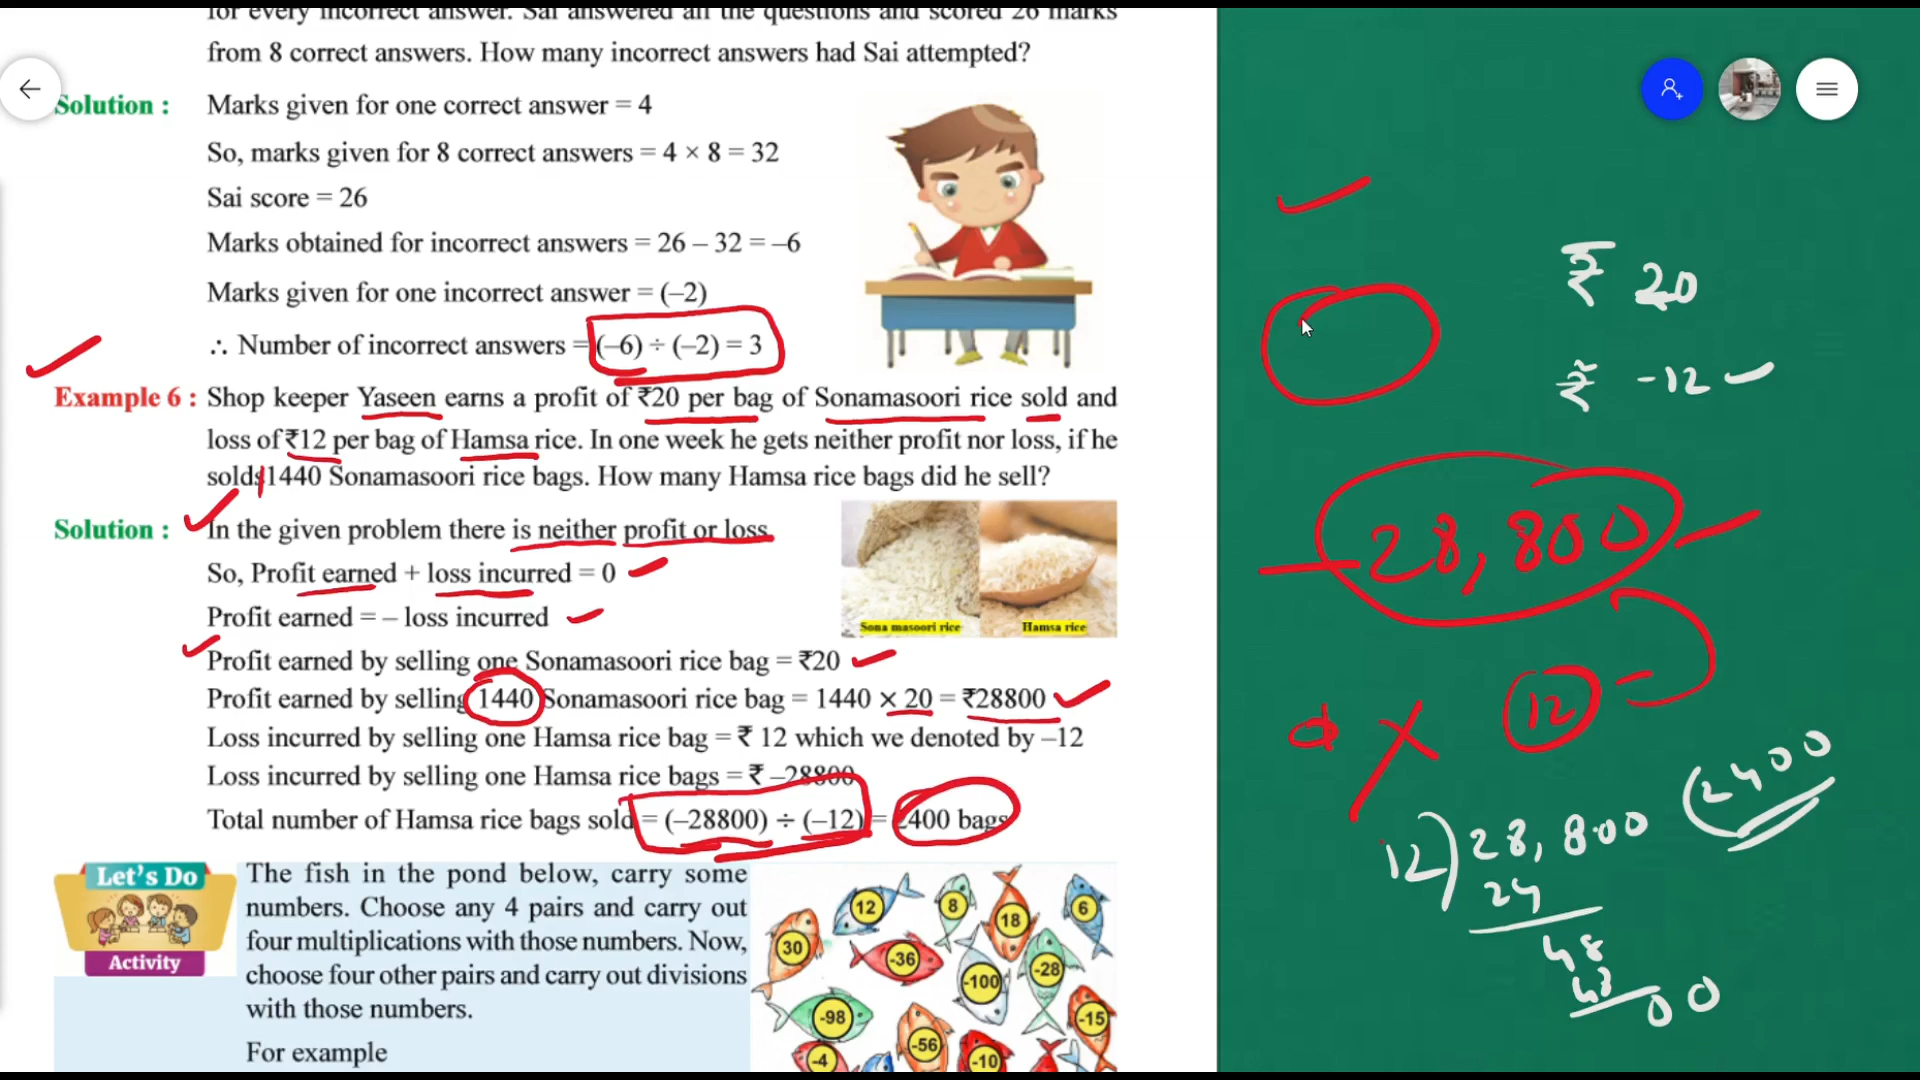 for every incorrect answer. Sai answered all the questions and scored 26 marks
from 8 correct answers. How many incorrect answers had Sai attempted?
Solution : Marks given for one correct answer = 4
So, marks given for 8 correct answers = 4 × 8 = 32
Sai score = 26
Marks obtained for incorrect answers = 26 – 32 = –6
Marks given for one incorrect answer = (–2)
∴ Number of incorrect answers = (–6) ÷ (–2) = 3
Example 6 : Shop keeper Yaseen earns a profit of ₹20 per bag of Sonamasoori rice sold and
loss of ₹12 per bag of Hamsa rice. In one week he gets neither profit nor loss, if he
solds 1440 Sonamasoori rice bags. How many Hamsa rice bags did he sell?
Solution : In the given problem there is neither profit or loss
So, Profit earned + loss incurred = 0
Profit earned = – loss incurred
Profit earned by selling one Sonamasoori rice bag = ₹20
Profit earned by selling 1440 Sonamasoori rice bag = 1440 × 20 = ₹28800
Loss incurred by selling one Hamsa rice bag = ₹ 12 which we denoted by –12
Loss incurred by selling one Hamsa rice bags = ₹ –28800
Total number of Hamsa rice bags sold = (–28800) ÷ (–12) = 2400 bags
Sona masoori rice
Hamsa rice
Let's Do
Activity
The fish in the pond below, carry some
numbers. Choose any 4 pairs and carry out
four multiplications with those numbers. Now,
choose four other pairs and carry out divisions
with those numbers.
For example
12
8
18
6
30
-36
-100
-28
-98
-56
-15
-4
-10
₹ 20
₹ -12
28,800
12
2400
12)28,800
24
48
48
00